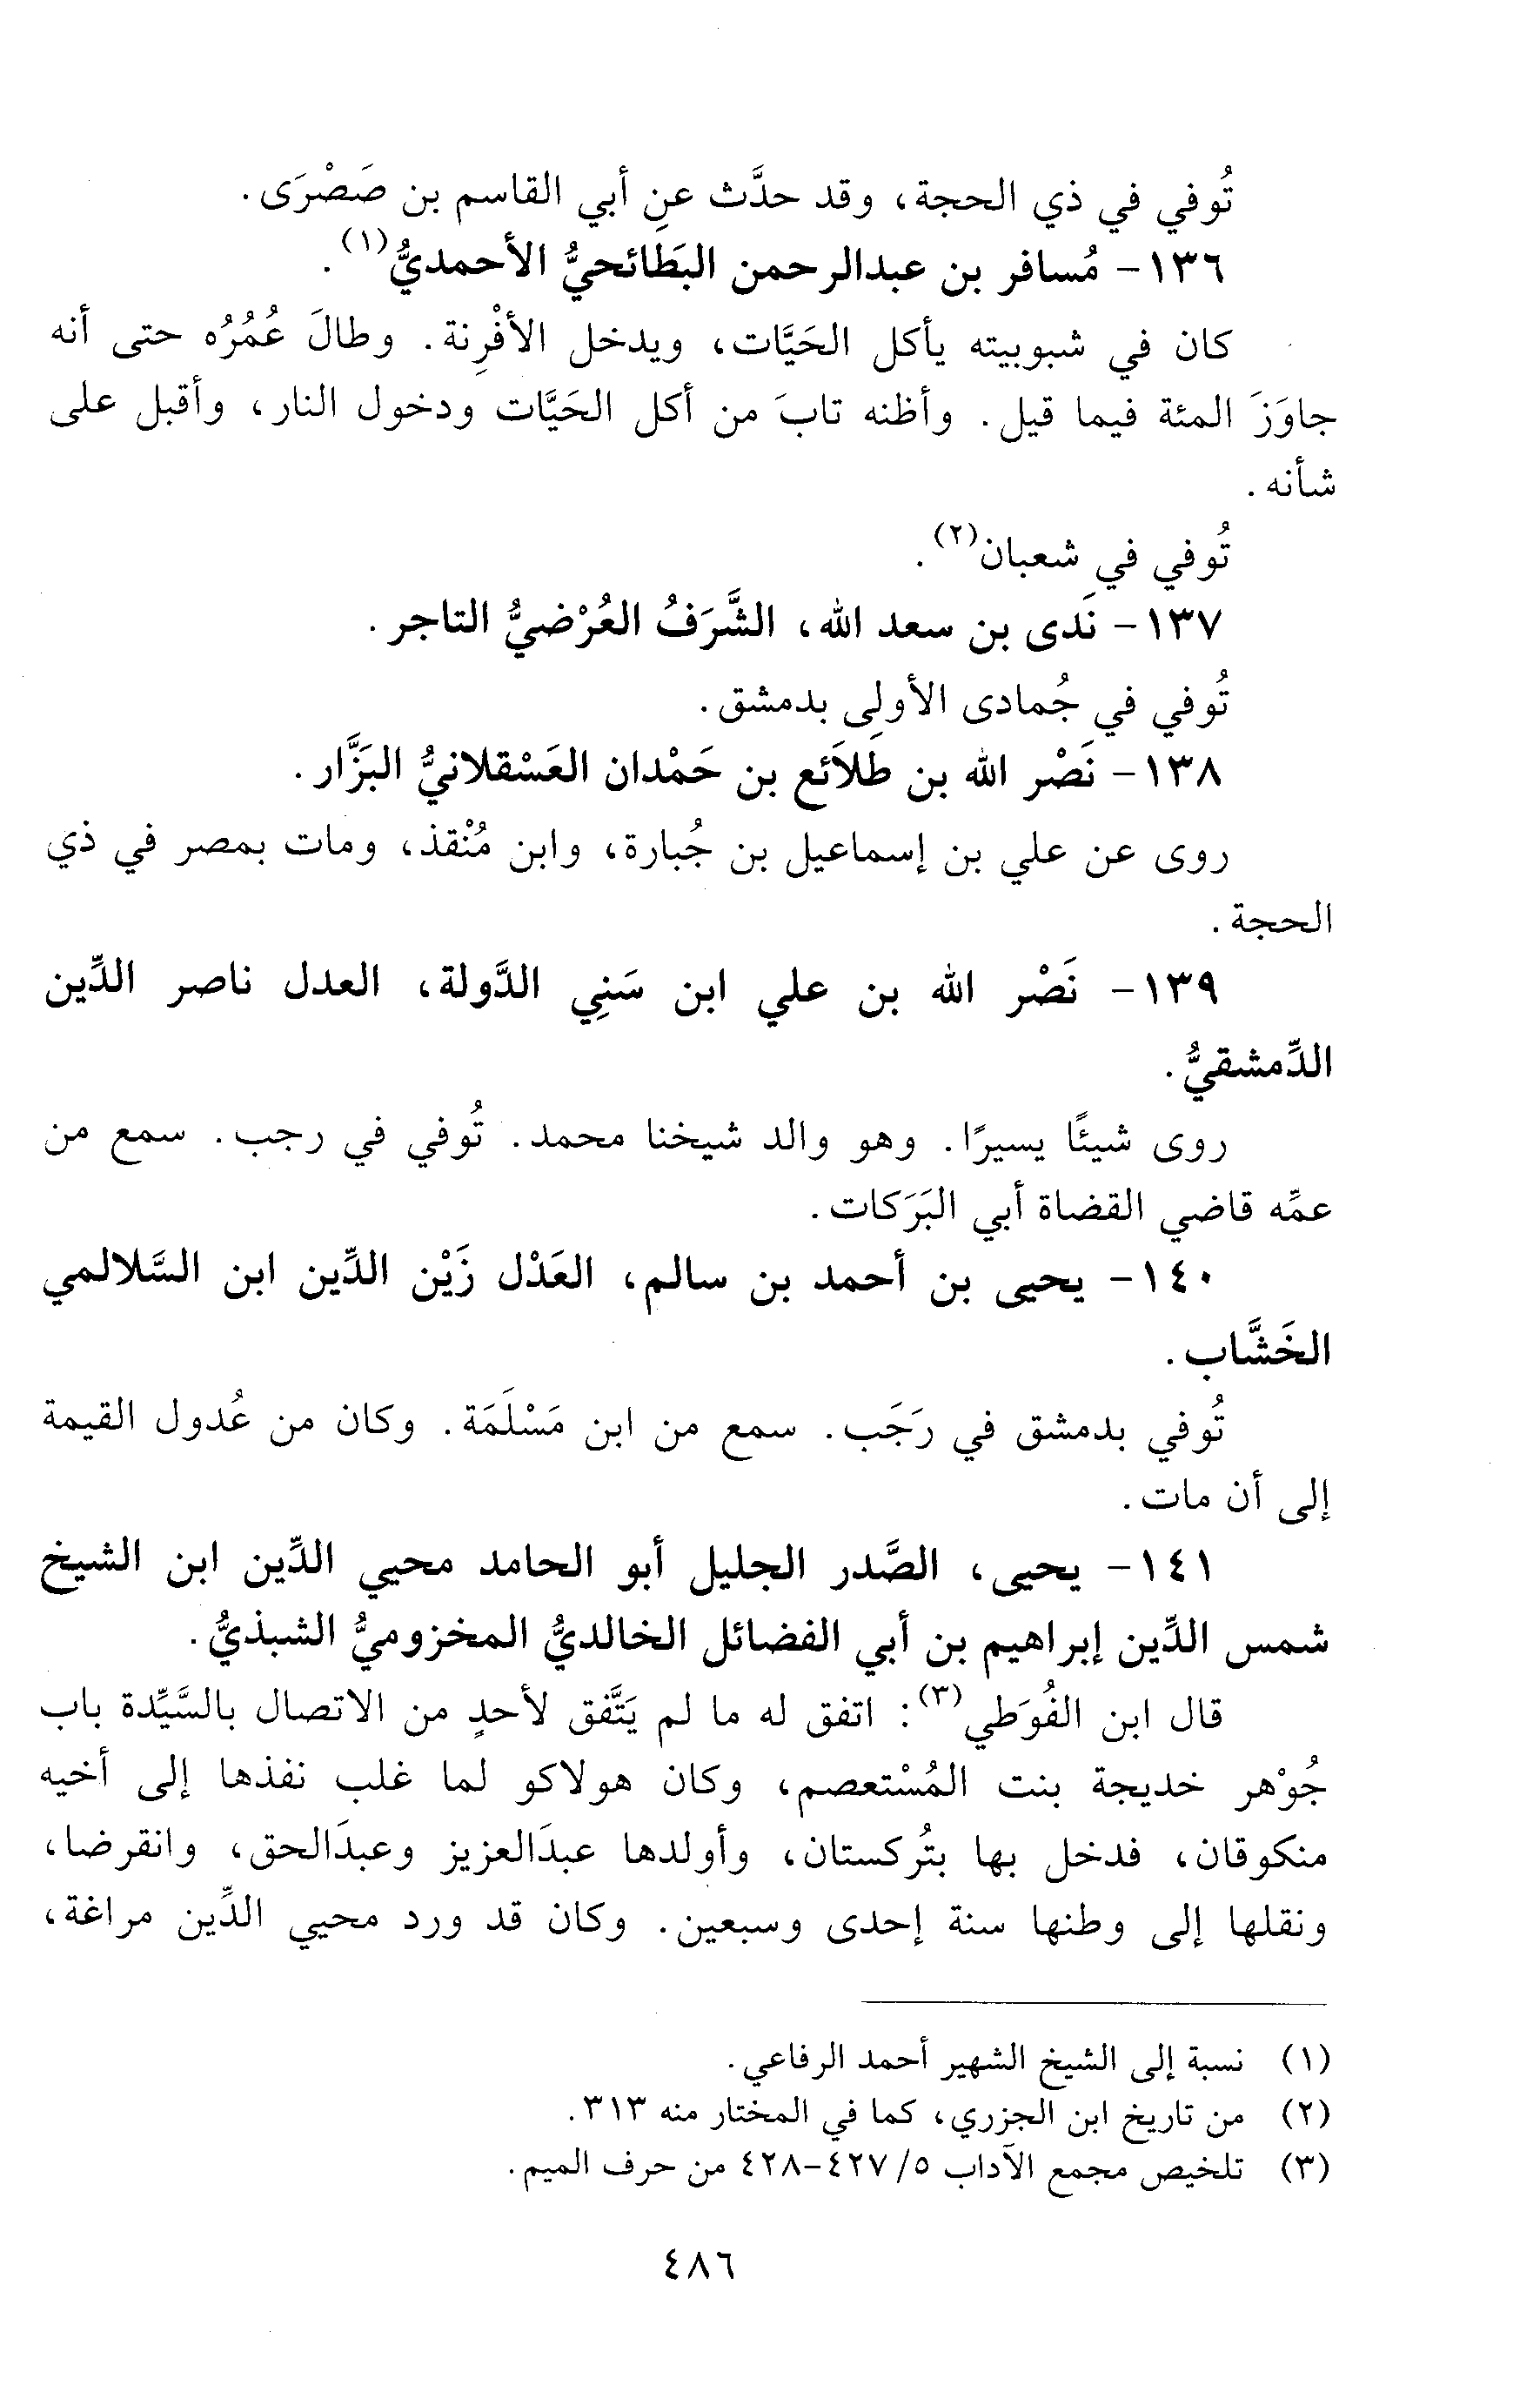 تُوفي في ذي الحجة، وقد حدَّث عنِ أبي القاسم بن صَصْرَى.
١٣٦- مُسافر بن عبدالرحمن البَطَائحيُّ الأحمديُّ(١).
كان في شبوبيته يأكل الحَيَّات، ويدخل الأفْرِنة. وطالَ عُمُرُه حتى أنه
جاوَزَ المئة فيما قيل. وأظنه تابَ من أكل الحَيَّات ودخول النار، وأقبل على
شأنه.
تُوفي في شعبان(٢).
١٣٧- نَدى بن سعد الله، الشَّرَفُ العُرْضيُّ التاجر.
تُوفي في جُمادى الأولى بدمشق.
١٣٨- نَصْر الله بن طَلاَئع بن حَمْدان العَسْقلانيُّ البَزَّار.
روى عن علي بن إسماعيل بن جُبارة، وابن مُنْقذ، ومات بمصر في ذي
الحجة.
١٣٩- نَصْر الله بن علي ابن سَنِي الدَّولة، العدل ناصر الدِّين
الدِّمشقيُّ.
روى شيئًا يسيرًا. وهو والد شيخنا محمد. تُوفي في رجب. سمع من
عمِّه قاضي القضاة أبي البَرَكات.
١٤٠- يحيى بن أحمد بن سالم، العَدْل زَيْن الدِّين ابن السَّلالمي
الخَشَّاب.
تُوفي بدمشق في رَجَب. سمع من ابن مَسْلَمَة. وكان من عُدول القيمة
إلى أن مات.
١٤١- يحيى، الصَّدر الجليل أبو الحامد محيي الدِّين ابن الشيخ
شمس الدِّين إبراهيم بن أبي الفضائل الخالديُّ المخزوميُّ الشبذيُّ.
قال ابن الفُوَطي(٣): اتفق له ما لم يَتَّفق لأحدٍ من الاتصال بالسَّيِّدة باب
جُوْهر خديجة بنت المُسْتعصم، وكان هولاكو لما غلب نفذها إلى أخيه
منكوقان، فدخل بها بتُركستان، وأولدها عبدَالعزيز وعبدَالحق، وانقرضا،
ونقلها إلى وطنها سنة إحدى وسبعين. وكان قد ورد محيي الدِّين مراغة،
(١) نسبة إلى الشيخ الشهير أحمد الرفاعي.
(٢) من تاريخ ابن الجزري، كما في المختار منه ٣١٣.
(٣) تلخيص مجمع الآداب ٥/ ٤٢٧-٤٢٨ من حرف الميم.
٤٨٦